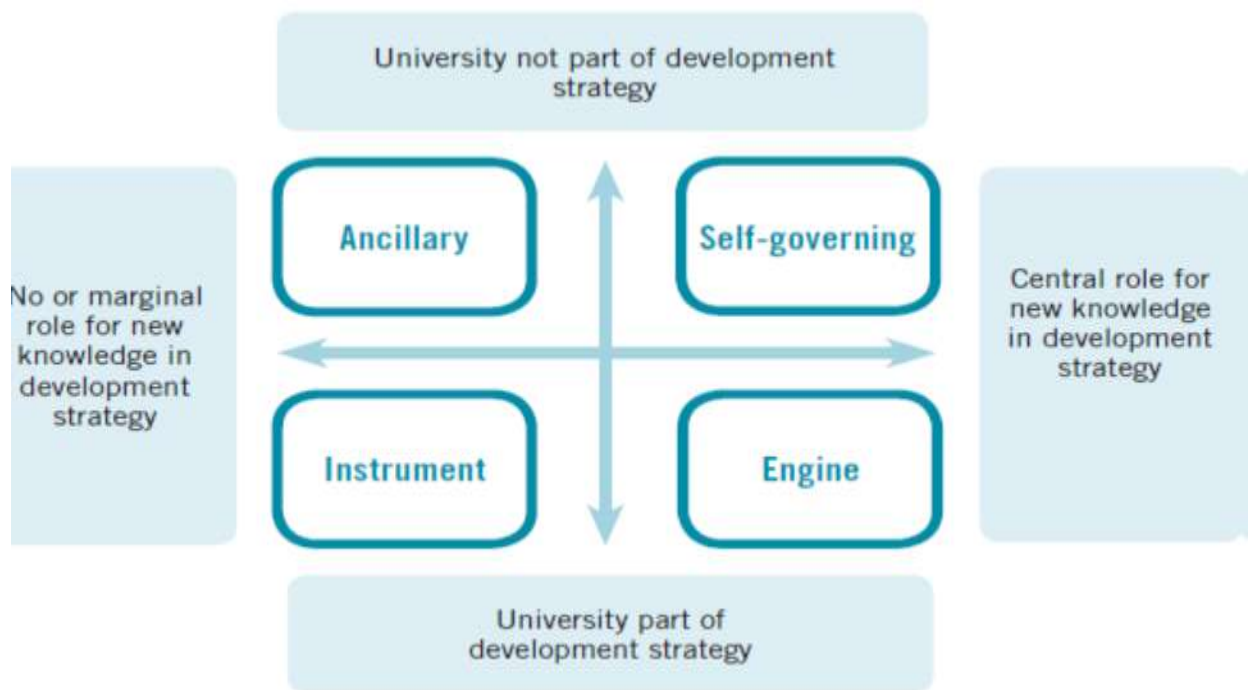 University not part of development
strategy
Ancillary
Self-governing
No or marginal
role for new
knowledge in
development
strategy
Central role for
new knowledge
in development
strategy
Instrument
Engine
University part of
development strategy